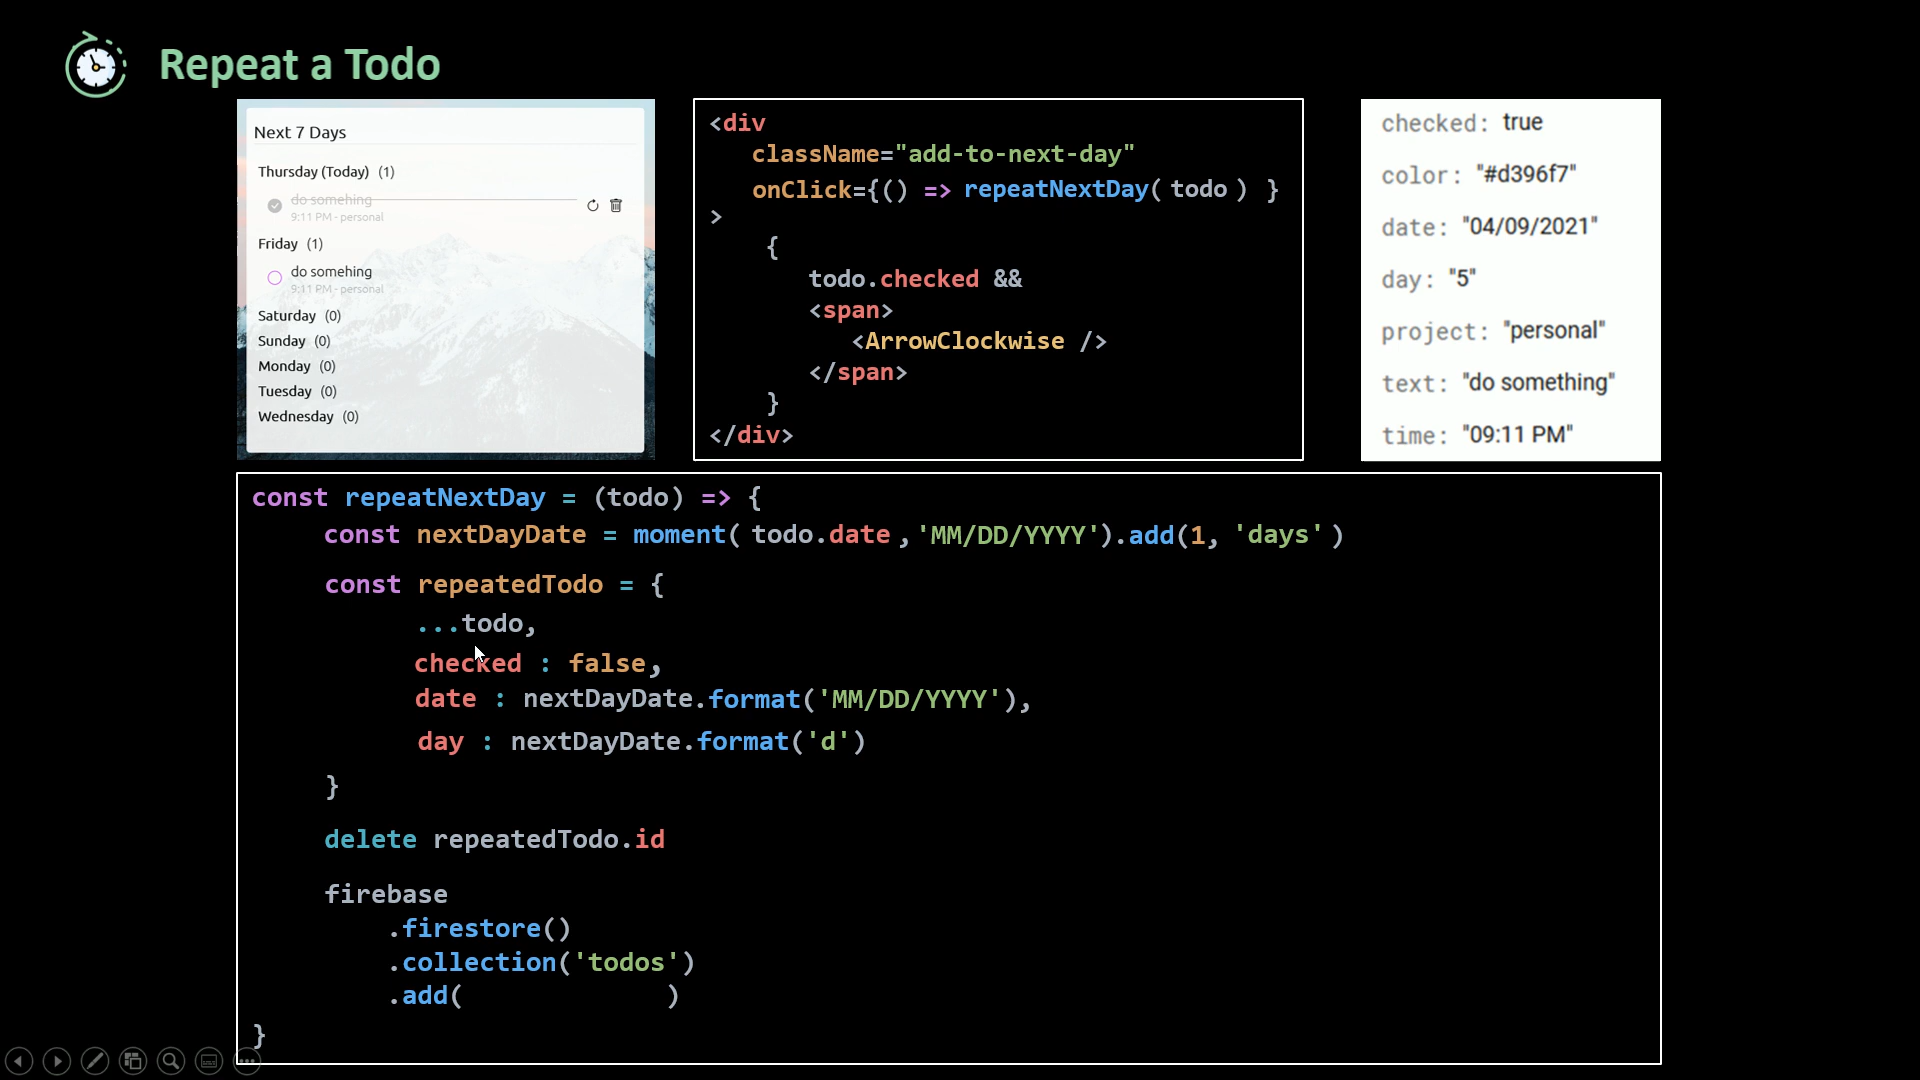 Repeat a Todo
Next 7 Days
Thursday (Today) (1)
do somehing
9:11 PM - personal
Friday (1)
do somehing
9:11 PM - personal
Saturday (0)
Sunday (0)
Monday (0)
Tuesday (0)
Wednesday (0)
<div
className="add-to-next-day"
onClick={() => repeatNextDay( todo ) }
>
{
todo.checked &&
<span>
<ArrowClockwise />
</span>
}
</div>
checked: true
color: "#d396f7"
date: "04/09/2021"
day: "5"
project: "personal"
text: "do something"
time: "09:11 PM"
const repeatNextDay = (todo) => {
const nextDayDate = moment( todo.date ,'MM/DD/YYYY').add(1, 'days' )
const repeatedTodo = {
...todo,
checked : false,
date : nextDayDate.format('MM/DD/YYYY'),
day : nextDayDate.format('d')
}
delete repeatedTodo.id
firebase
.firestore()
.collection('todos')
.add( )
}